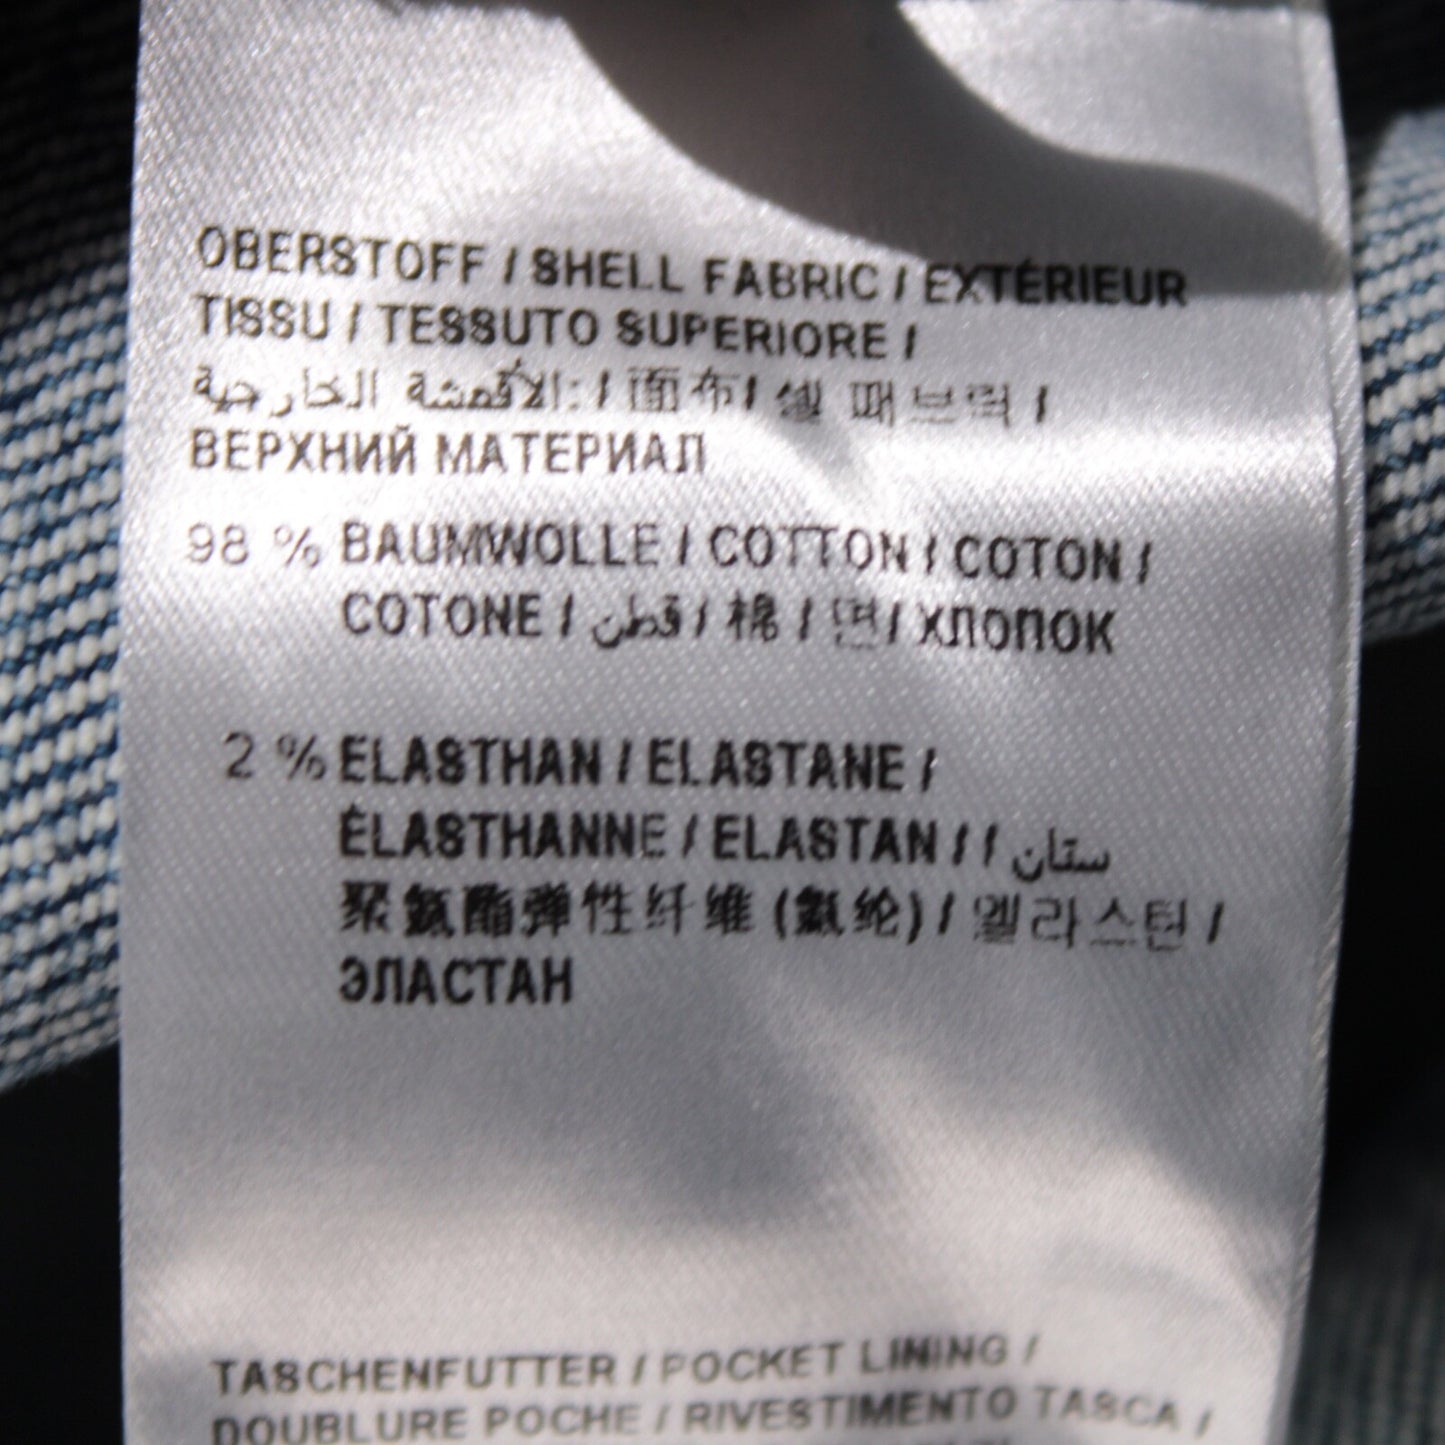 OBERSTOFF / SHELL FABRIC / EXTÉRIEUR
TISSU / TESSUTO SUPERIORE /
الاقمشة الخارجية: / 面布 / 셀 패브릭 /
ВЕРХНИЙ МАТЕРИАЛ
98 % BAUMWOLLE / COTTON / COTON /
COTONE / قطن / 棉 / 면 / ХЛОПОК
2 % ELASTHAN / ELASTANE /
ÉLASTHANNE / ELASTAN / / ستان
聚氨酯弹性纤维 (氨纶) / 엘라스틴 /
ЭЛАСТАН
TASCHENFUTTER / POCKET LINING /
DOUBLURE POCHE / RIVESTIMENTO TASCA /